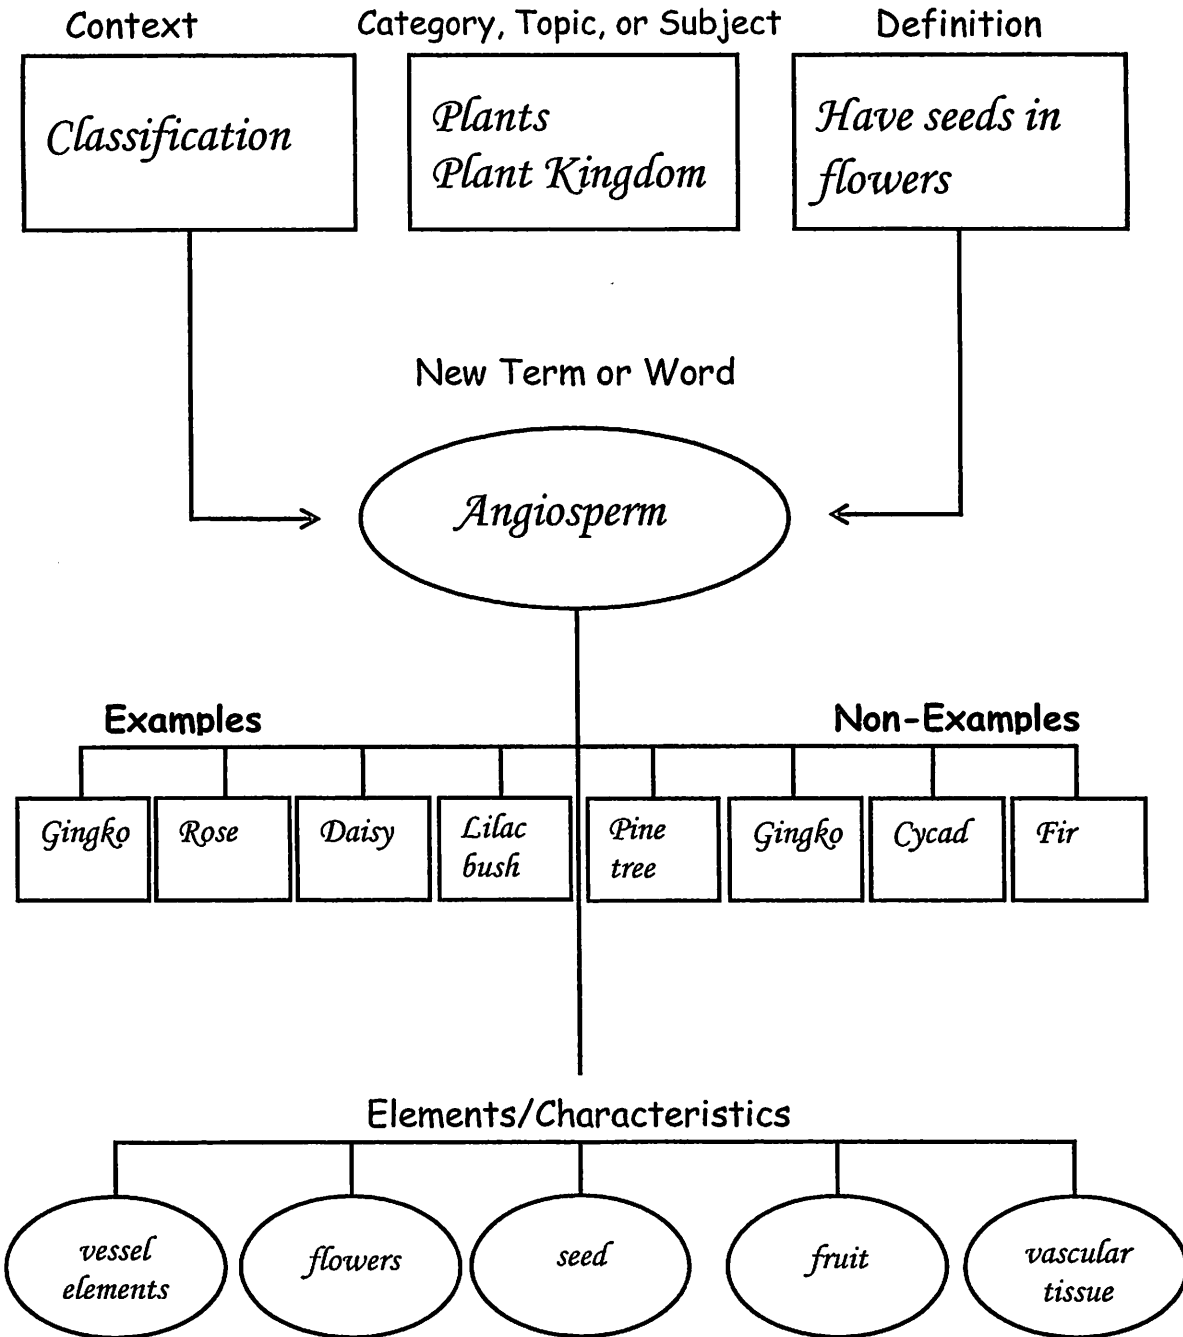 Context
Category, Topic, or Subject
Definition
Classification
Plants
Plant Kingdom
Have seeds in
flowers
New Term or Word
Angiosperm
Examples
Non-Examples
Gingko
Rose
Daisy
Lilac
bush
Pine
tree
Gingko
Cycad
Fir
Elements/Characteristics
vessel
elements
flowers
seed
fruit
vascular
tissue